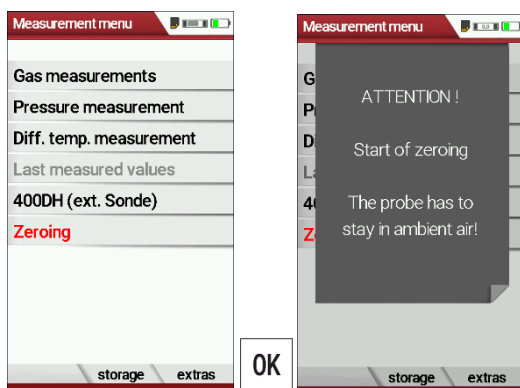 Measurement menu
Gas measurements
Pressure measurement
Diff. temp. measurement
Last measured values
400DH (ext. Sonde)
Zeroing
storage extras
OK
Measurement menu
G
P
D
L
40
Z
ATTENTION !
Start of zeroing
The probe has to
stay in ambient air!
storage extras